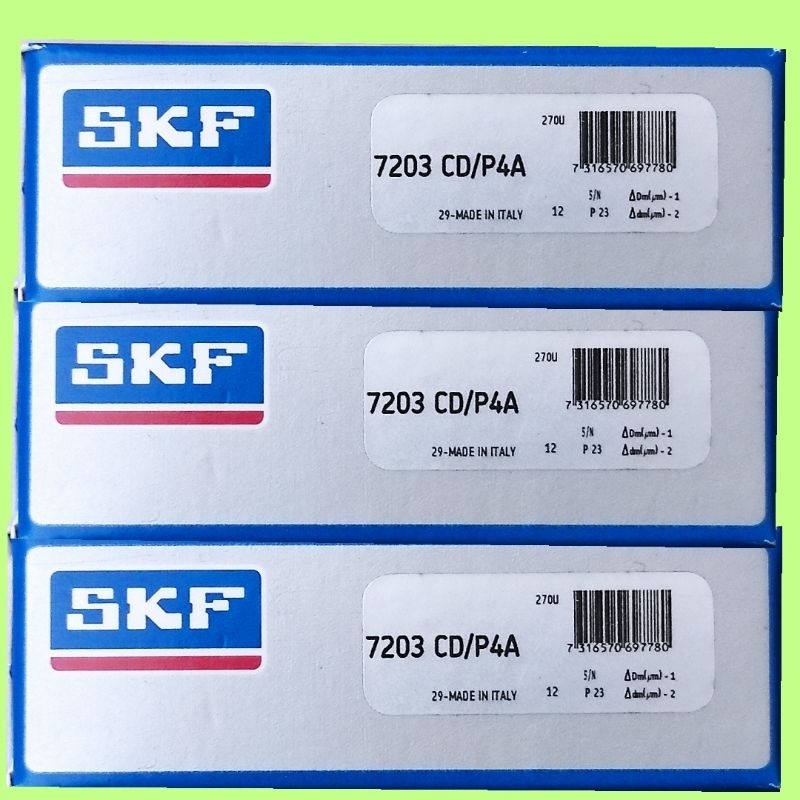 SKF
270U
7203 CD/P4A
7 316570 697780
S/N ΔDm(μm) - 1
29-MADE IN ITALY 12 P 23 Δdm(μm) - 2
SKF
270U
7203 CD/P4A
7 316570 697780
S/N ΔDm(μm) - 1
29-MADE IN ITALY 12 P 23 Δdm(μm) - 2
SKF
270U
7203 CD/P4A
7 316570 697780
S/N ΔDm(μm) - 1
29-MADE IN ITALY 12 P 23 Δdm(μm) - 2